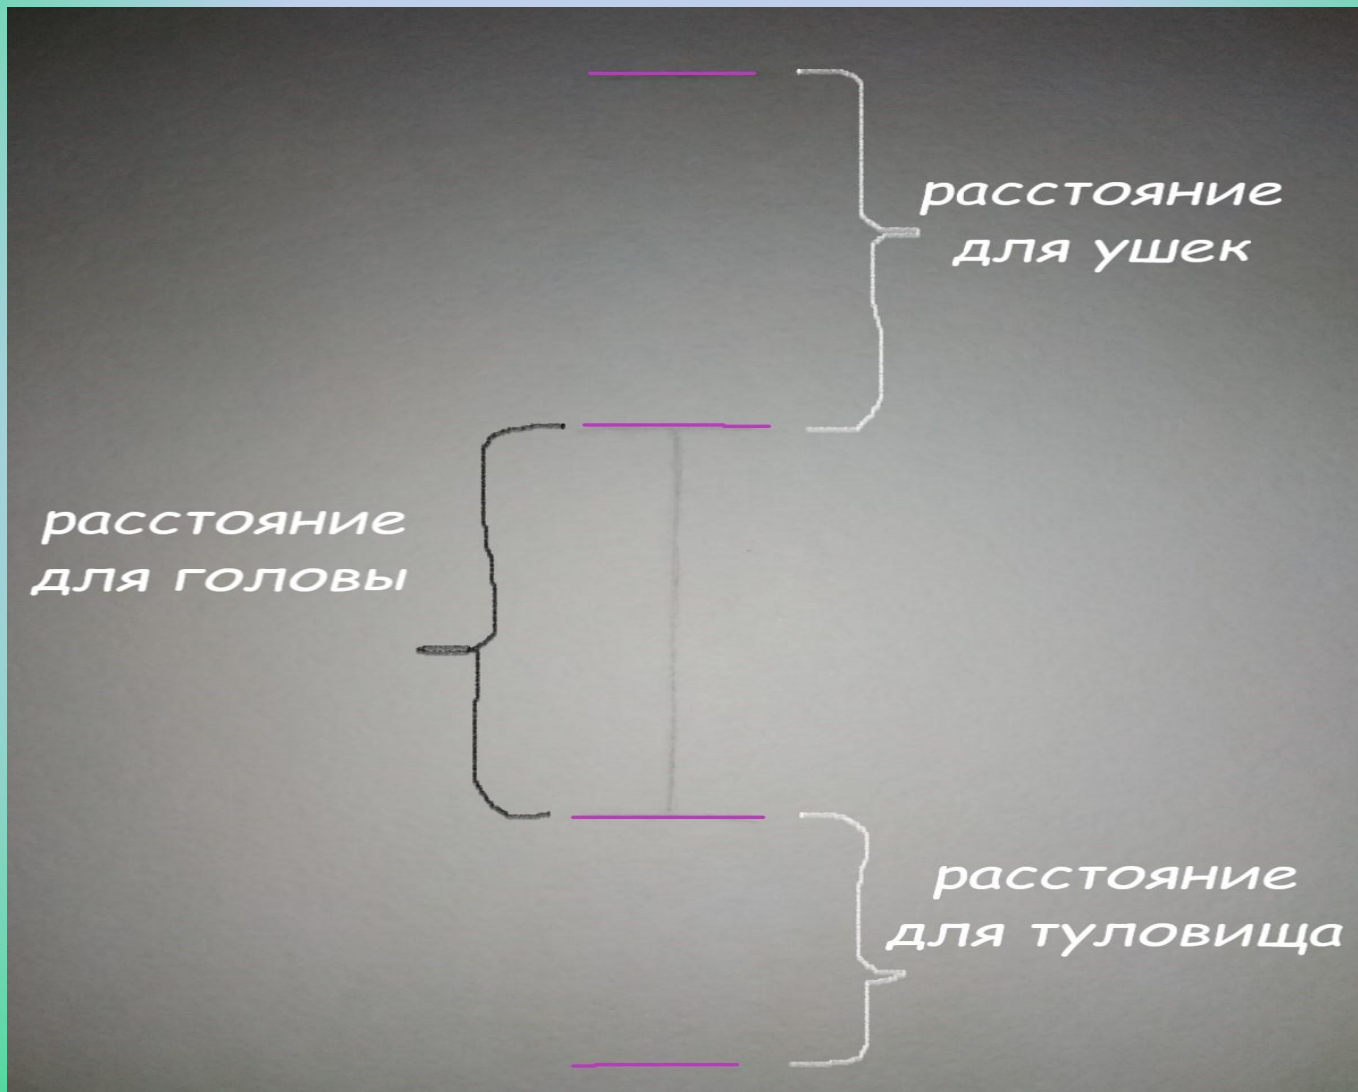 расстояние
для ушек
расстояние
для головы
расстояние
для туловища